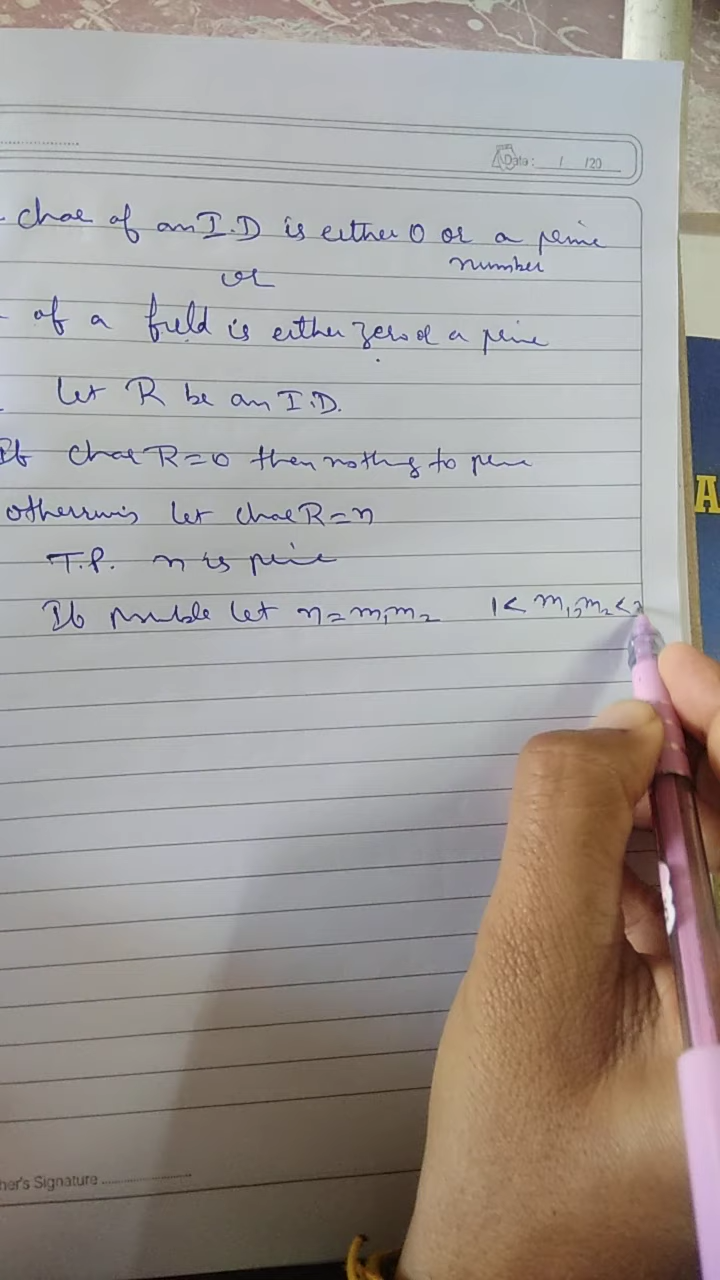 Date: / /20
char of an I.D is either 0 or a prime
number
or
of a field is either zero or a prime
Let R be an I.D.
If char R=0 then nothing to prove
otherwis let char R=n
T.P. n is prime
If possible let n=m₁m₂ 1< m₁,m₂ <n
A
her's Signature